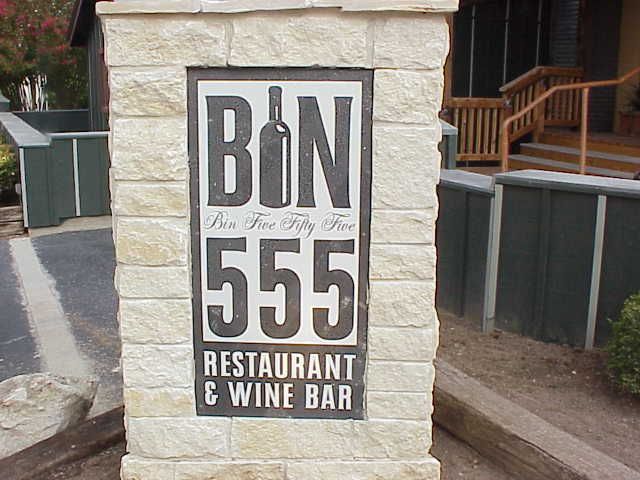 BIN
Bin Five Fifty Five
555
RESTAURANT
& WINE BAR